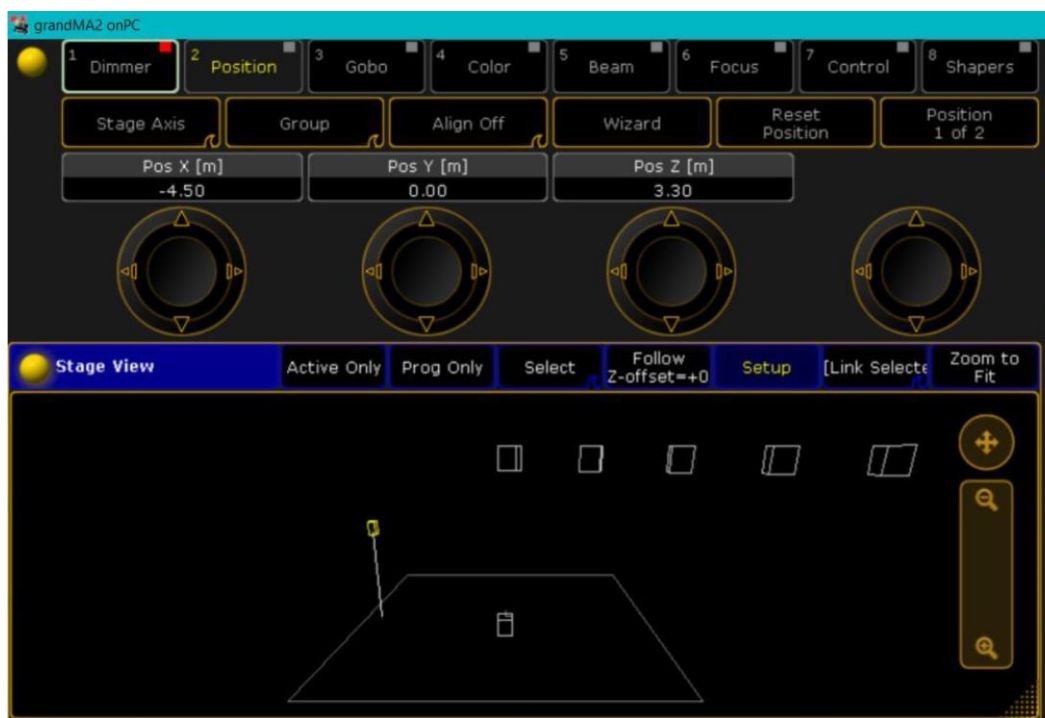 grandMA2 onPC
1 Dimmer 2 Position 3 Gobo 4 Color 5 Beam 6 Focus 7 Control 8 Shapers
Stage Axis Group Align Off Wizard Reset Position Position 1 of 2
Pos X [m] Pos Y [m] Pos Z [m]
-4.50 0.00 3.30
Stage View Active Only Prog Only Select Follow Z-offset=+0 Setup [Link Selecte Zoom to Fit